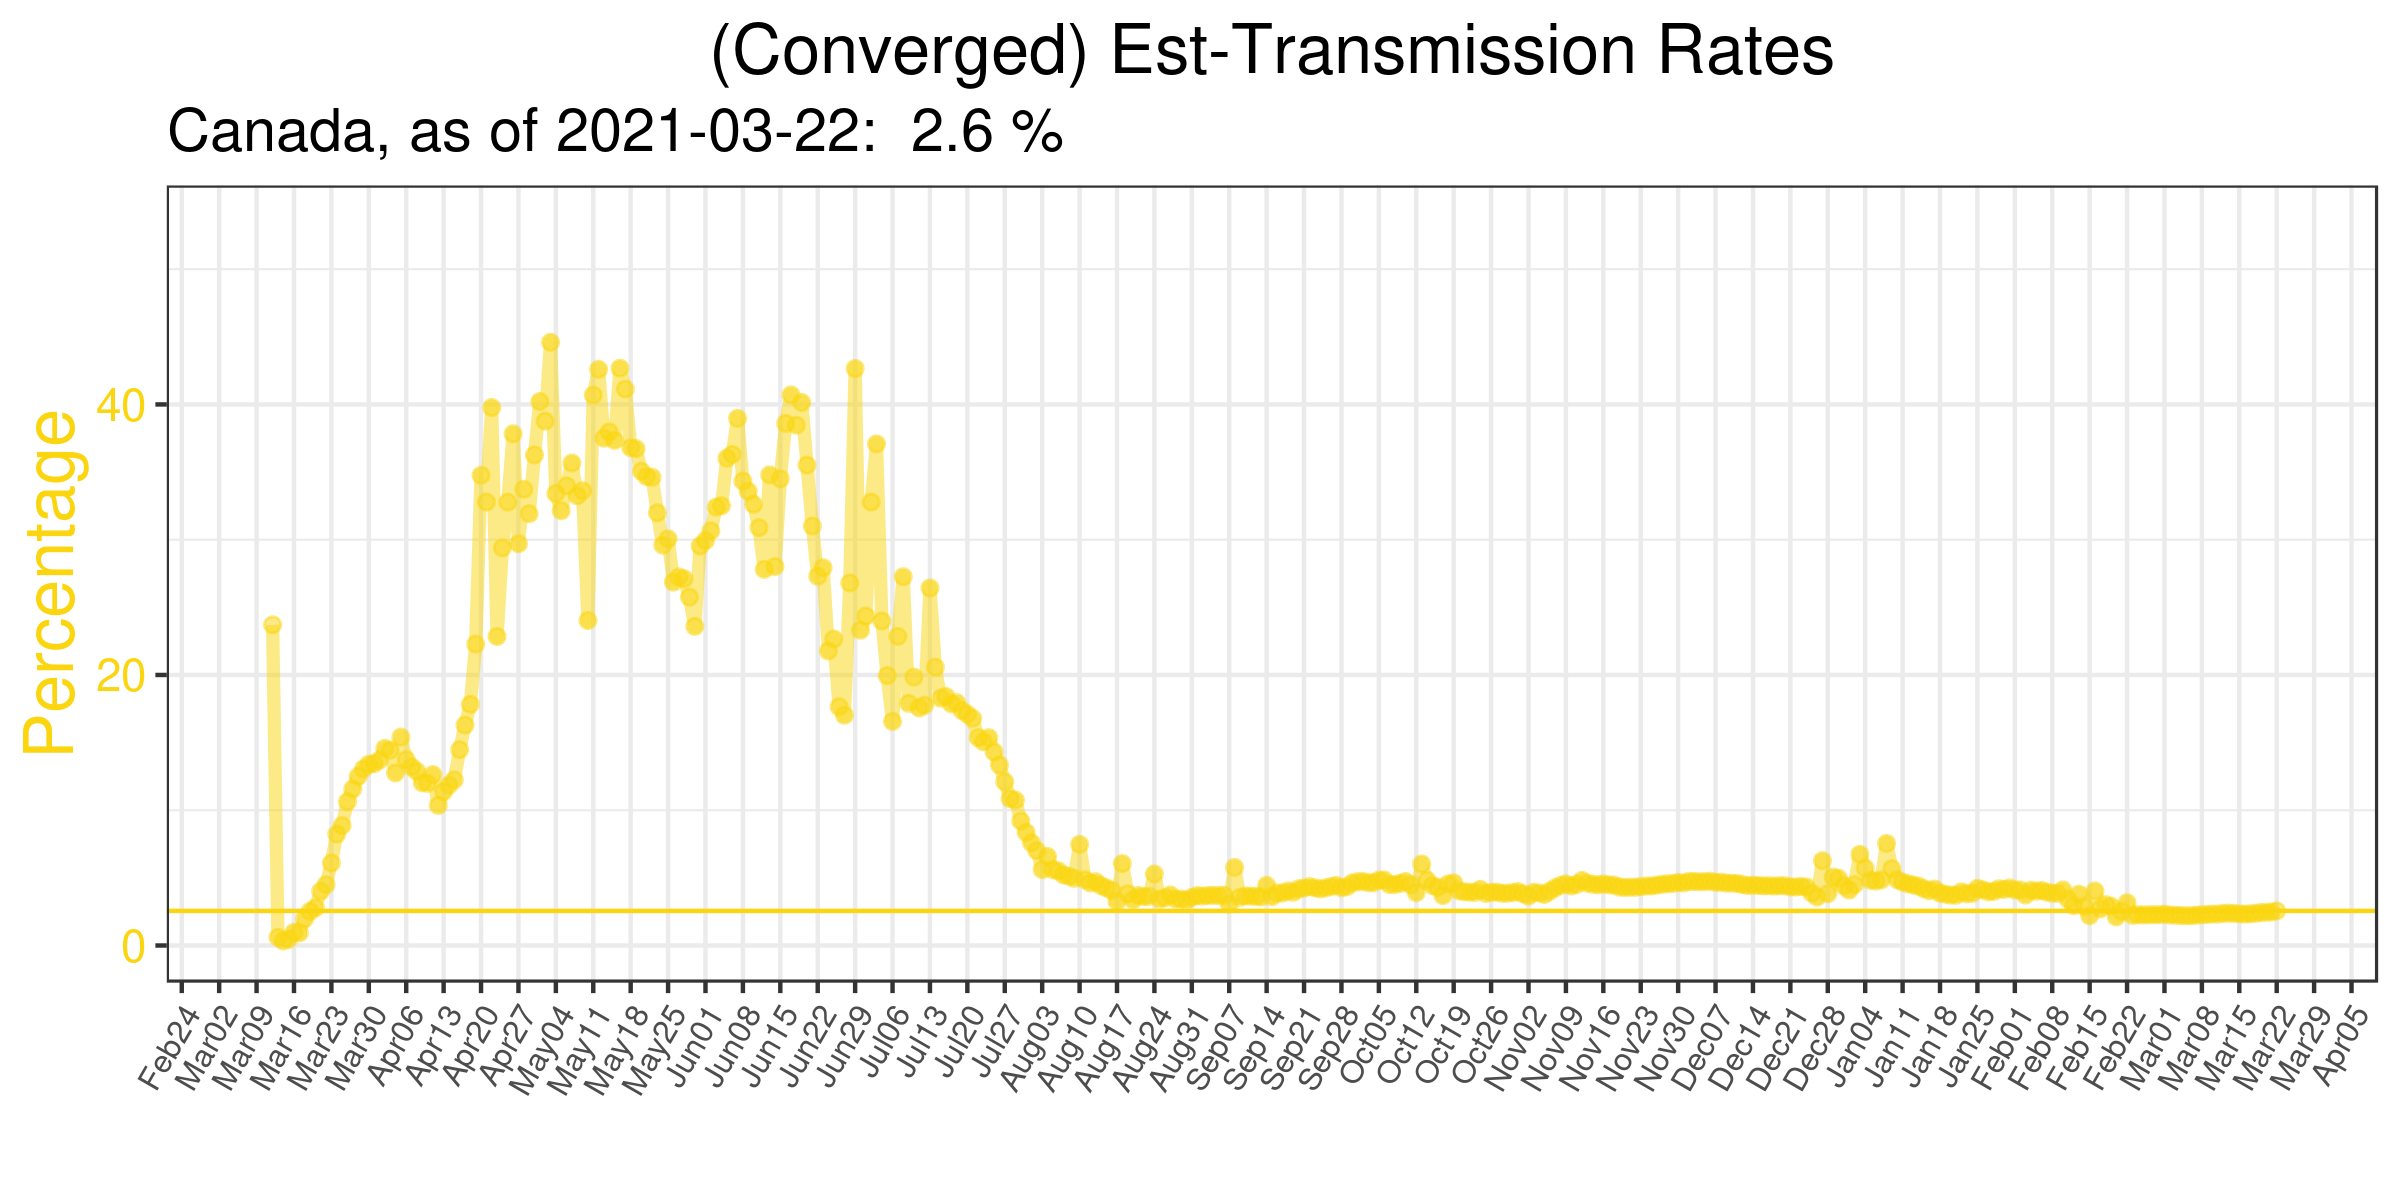 (Converged) Est-Transmission Rates
Canada, as of 2021-03-22:  2.6 %
Percentage
40
20
0
Feb24 Mar02 Mar09 Mar16 Mar23 Mar30 Apr06 Apr13 Apr20 Apr27 May04 May11 May18 May25 Jun01 Jun08 Jun15 Jun22 Jun29 Jul06 Jul13 Jul20 Jul27 Aug03 Aug10 Aug17 Aug24 Aug31 Sep07 Sep14 Sep21 Sep28 Oct05 Oct12 Oct19 Oct26 Nov02 Nov09 Nov16 Nov23 Nov30 Dec07 Dec14 Dec21 Dec28 Jan04 Jan11 Jan18 Jan25 Feb01 Feb08 Feb15 Feb22 Mar01 Mar08 Mar15 Mar22 Mar29 Apr05